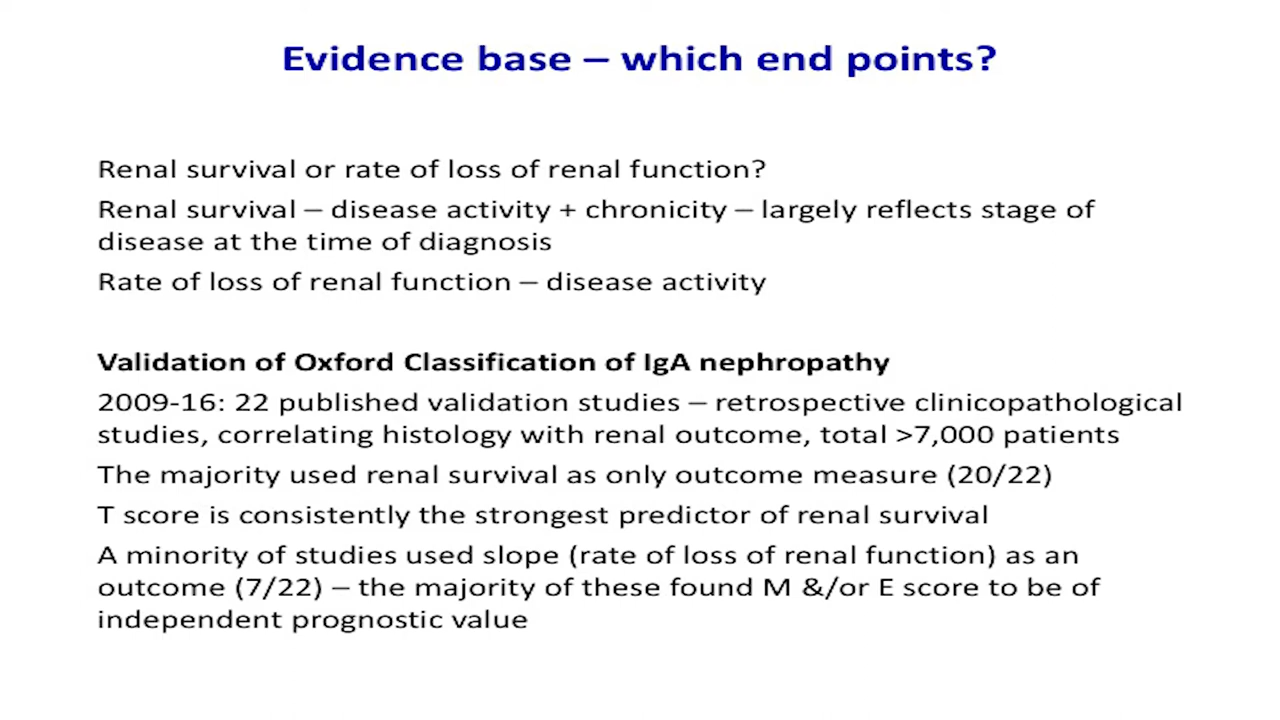 Evidence base – which end points?
Renal survival or rate of loss of renal function?
Renal survival – disease activity + chronicity – largely reflects stage of
disease at the time of diagnosis
Rate of loss of renal function – disease activity
Validation of Oxford Classification of IgA nephropathy
2009-16: 22 published validation studies – retrospective clinicopathological
studies, correlating histology with renal outcome, total >7,000 patients
The majority used renal survival as only outcome measure (20/22)
T score is consistently the strongest predictor of renal survival
A minority of studies used slope (rate of loss of renal function) as an
outcome (7/22) – the majority of these found M &/or E score to be of
independent prognostic value